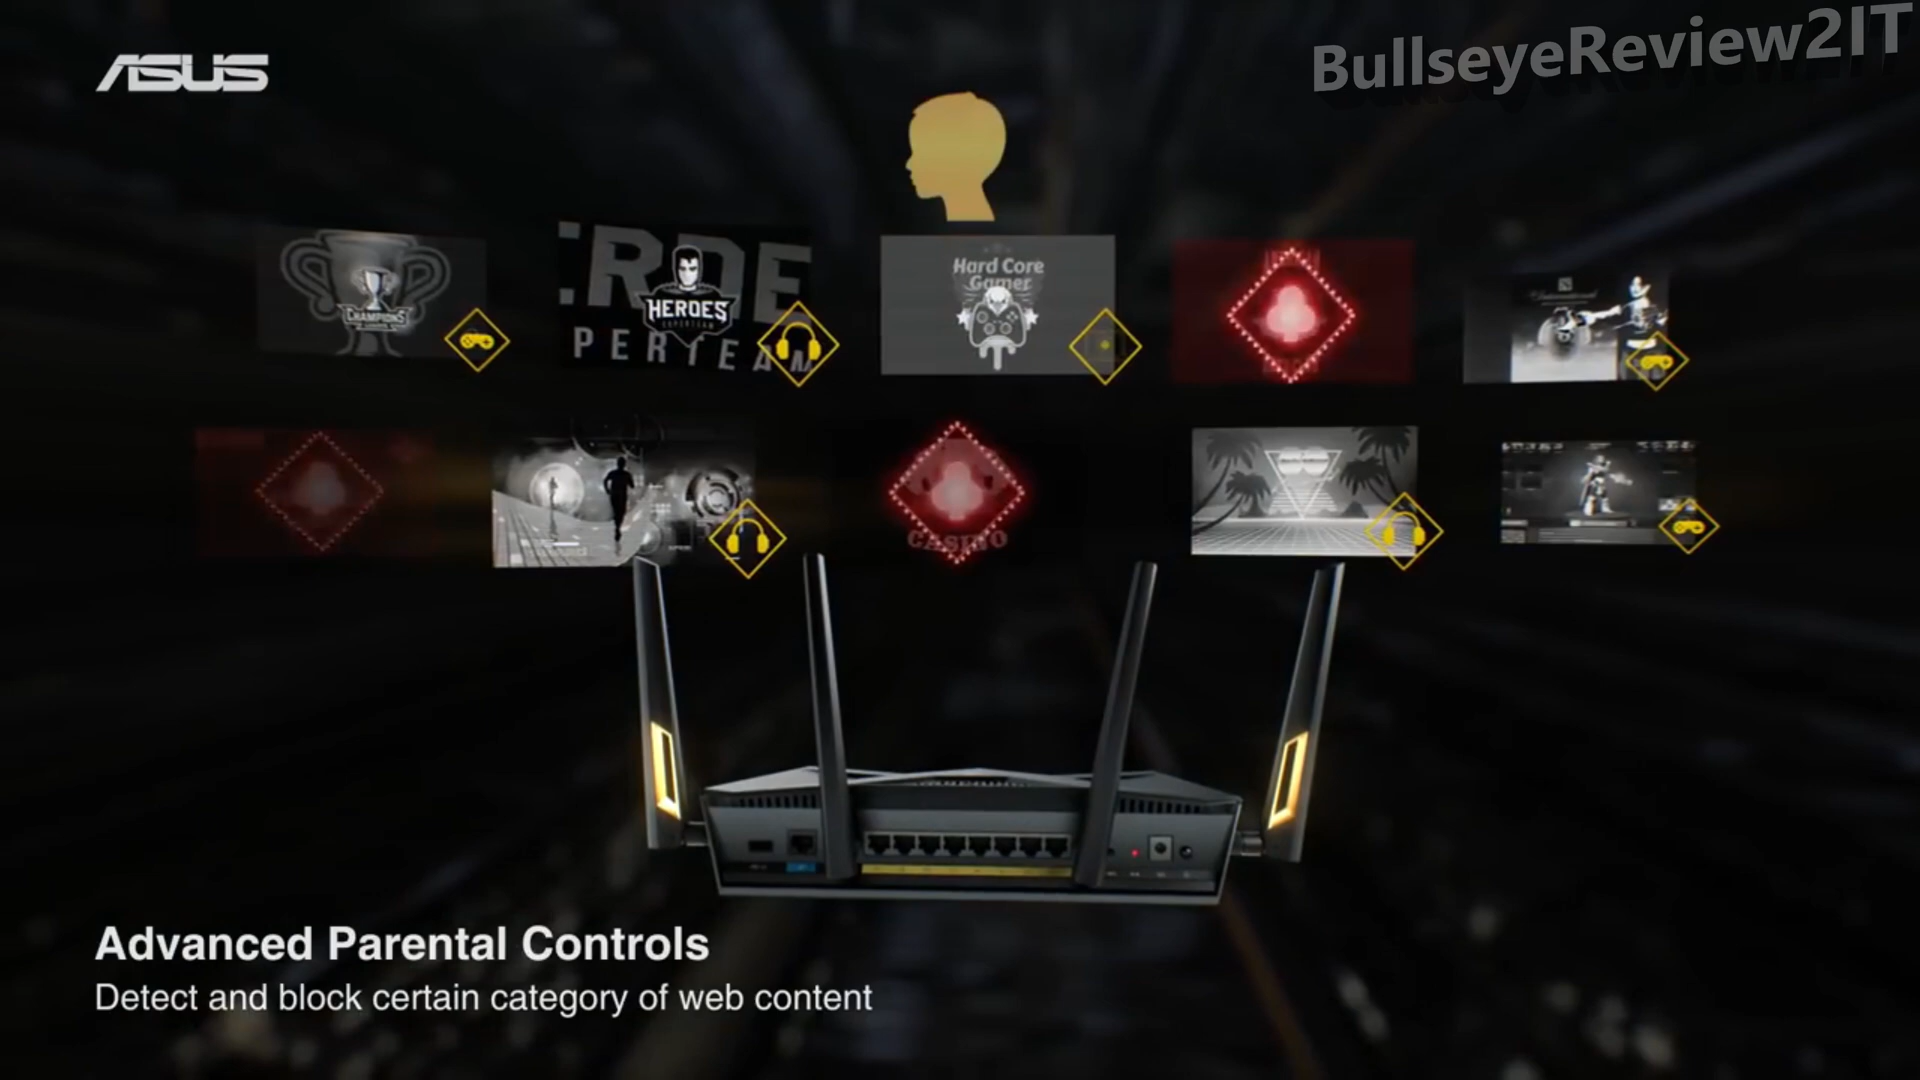 ASUS
BullseyeReview2IT
CHAMPIONS
HEROES
EXPERTEAM
PERTEAM
Hard Core
Gamer
CASINO
Advanced Parental Controls
Detect and block certain category of web content